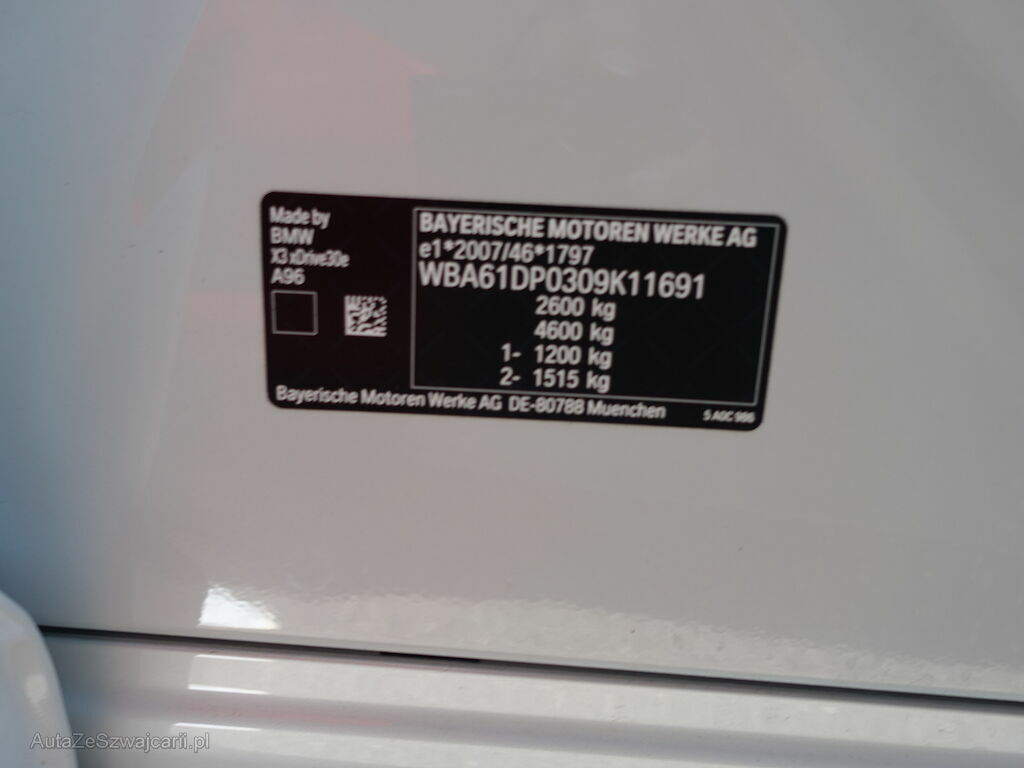 Made by
BMW
X3 xDrive30e
A96
BAYERISCHE MOTOREN WERKE AG
e1*2007/46*1797
WBA61DP0309K11691
2600 kg
4600 kg
1- 1200 kg
2- 1515 kg
Bayerische Motoren Werke AG DE-80788 Muenchen
5 A0C 986
AutaZeSzwajcarii.pl